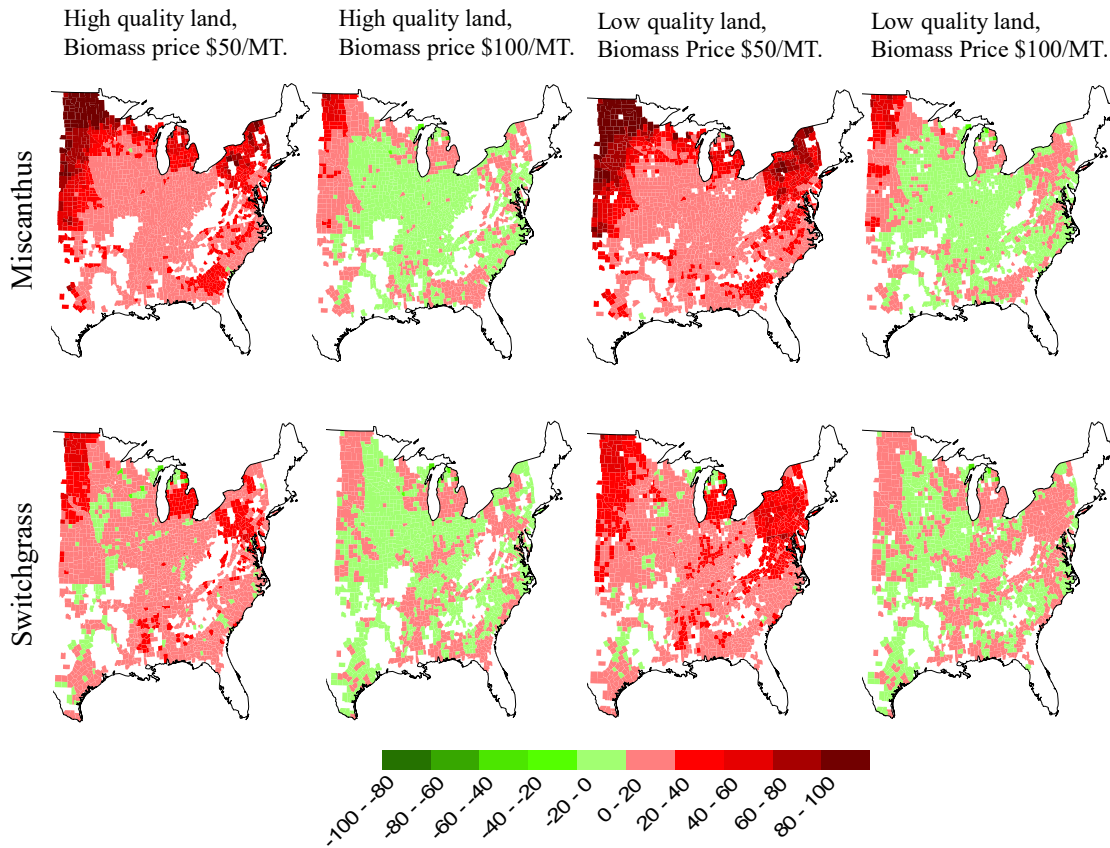 High quality land,
Biomass price $50/MT.
High quality land,
Biomass price $100/MT.
Low quality land,
Biomass Price $50/MT.
Low quality land,
Biomass Price $100/MT.
Miscanthus
Switchgrass
-100 - -80
-80 - -60
-60 - -40
-40 - -20
-20 - 0
0 - 20
20 - 40
40 - 60
60 - 80
80 - 100